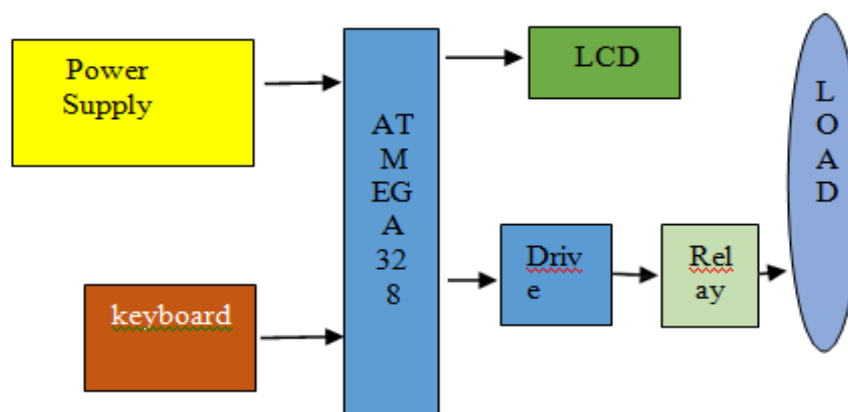 Power
Supply
keyboard
AT
M
EG
A
32
8
LCD
Driv
e
Rel
ay
L
O
A
D